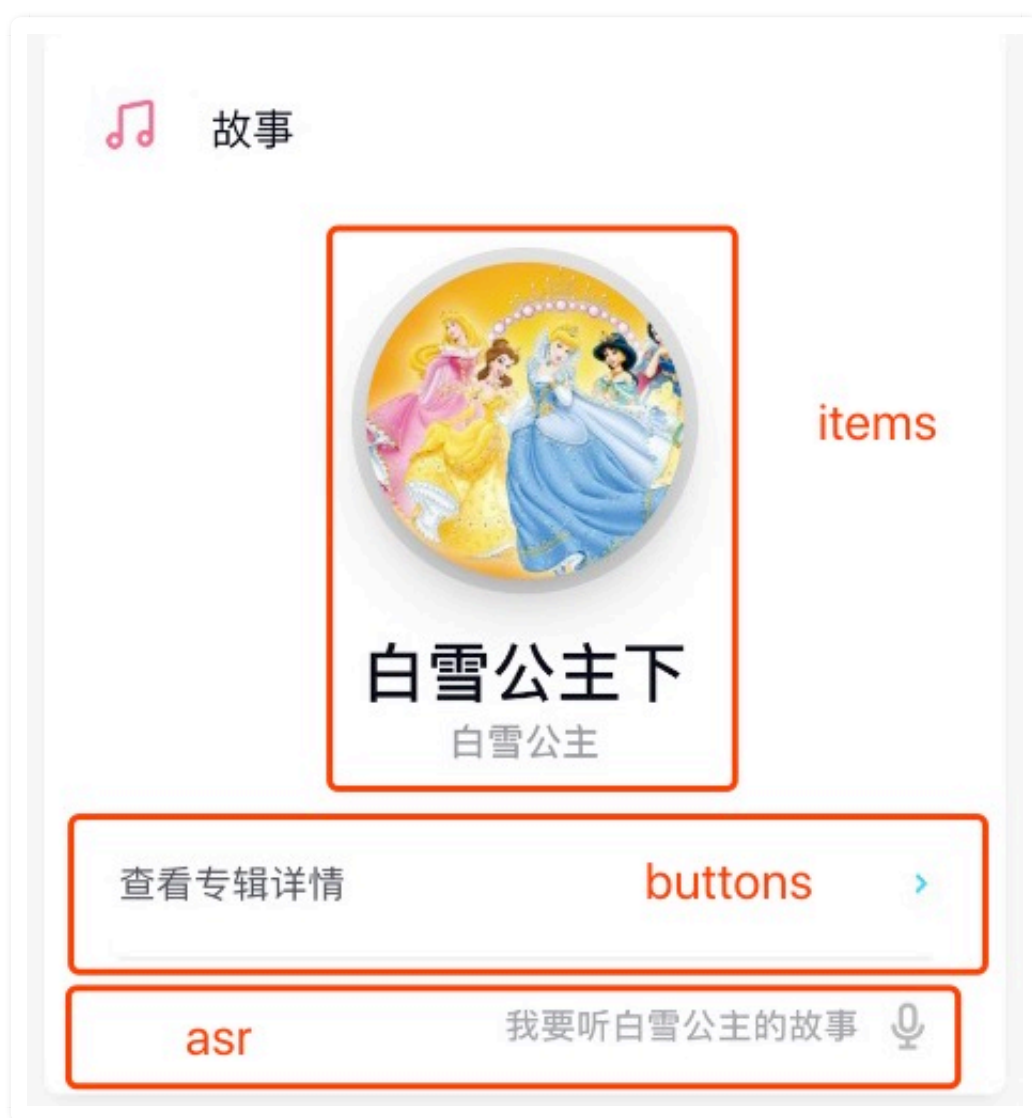 故事
items
白雪公主下
白雪公主
查看专辑详情 buttons
asr 我要听白雪公主的故事